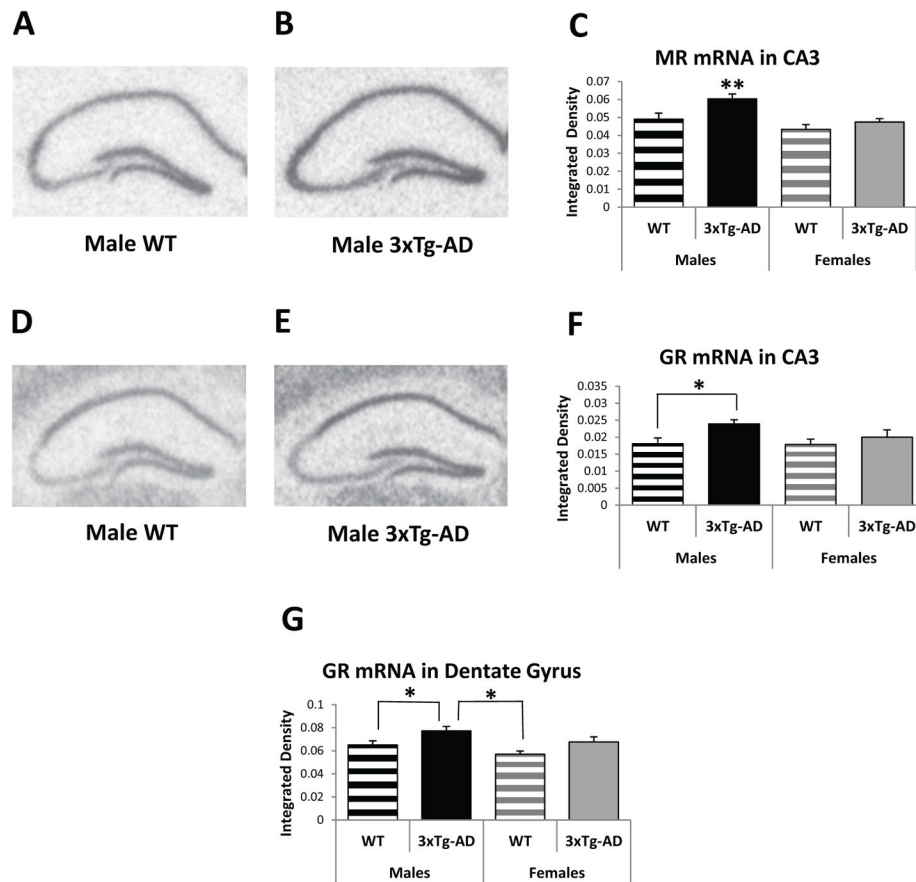 A
B
C
MR mRNA in CA3
**
Integrated Density
0.07
0.06
0.05
0.04
0.03
0.02
0.01
0
WT
3xTg-AD
WT
3xTg-AD
Males
Females
Male WT
Male 3xTg-AD
D
E
F
GR mRNA in CA3
*
Integrated Density
0.035
0.03
0.025
0.02
0.015
0.01
0.005
0
WT
3xTg-AD
WT
3xTg-AD
Males
Females
Male WT
Male 3xTg-AD
G
GR mRNA in Dentate Gyrus
*
*
Integrated Density
0.1
0.08
0.06
0.04
0.02
0
WT
3xTg-AD
WT
3xTg-AD
Males
Females